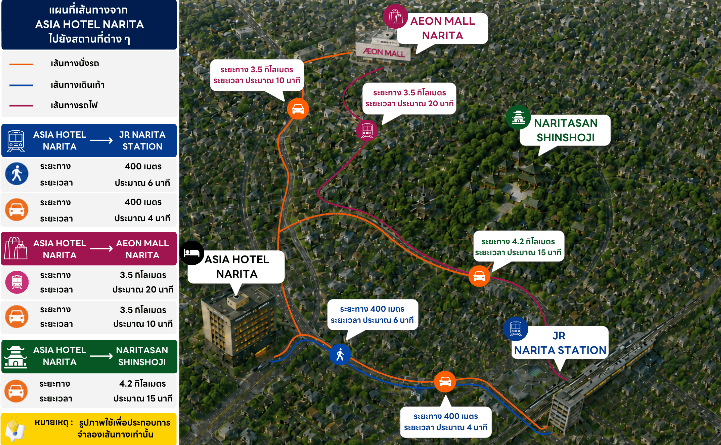 แผนที่เส้นทางจาก
ASIA HOTEL NARITA
ไปยังสถานที่ต่าง ๆ
เส้นทางนั่งรถ
เส้นทางเดินเท้า
เส้นทางรถไฟ
ASIA HOTEL NARITA
JR NARITA STATION
ระยะทาง 400 เมตร
ระยะเวลา ประมาณ 6 นาที
ระยะทาง 400 เมตร
ระยะเวลา ประมาณ 4 นาที
ASIA HOTEL NARITA
AEON MALL NARITA
ระยะทาง 3.5 กิโลเมตร
ระยะเวลา ประมาณ 20 นาที
ระยะทาง 3.5 กิโลเมตร
ระยะเวลา ประมาณ 10 นาที
ASIA HOTEL NARITA
NARITASAN SHINSHOJI
ระยะทาง 4.2 กิโลเมตร
ระยะเวลา ประมาณ 15 นาที
หมายเหตุ : รูปภาพใช้เพื่อประกอบการ
จำลองเส้นทางเท่านั้น
AEON MALL
NARITA
ÆON MALL
ระยะทาง 3.5 กิโลเมตร
ระยะเวลา ประมาณ 10 นาที
ระยะทาง 3.5 กิโลเมตร
ระยะเวลา ประมาณ 20 นาที
NARITASAN
SHINSHOJI
ระยะทาง 4.2 กิโลเมตร
ระยะเวลา ประมาณ 15 นาที
ASIA HOTEL
NARITA
ระยะทาง 400 เมตร
ระยะเวลา ประมาณ 6 นาที
JR
NARITA STATION
ระยะทาง 400 เมตร
ระยะเวลา ประมาณ 4 นาที